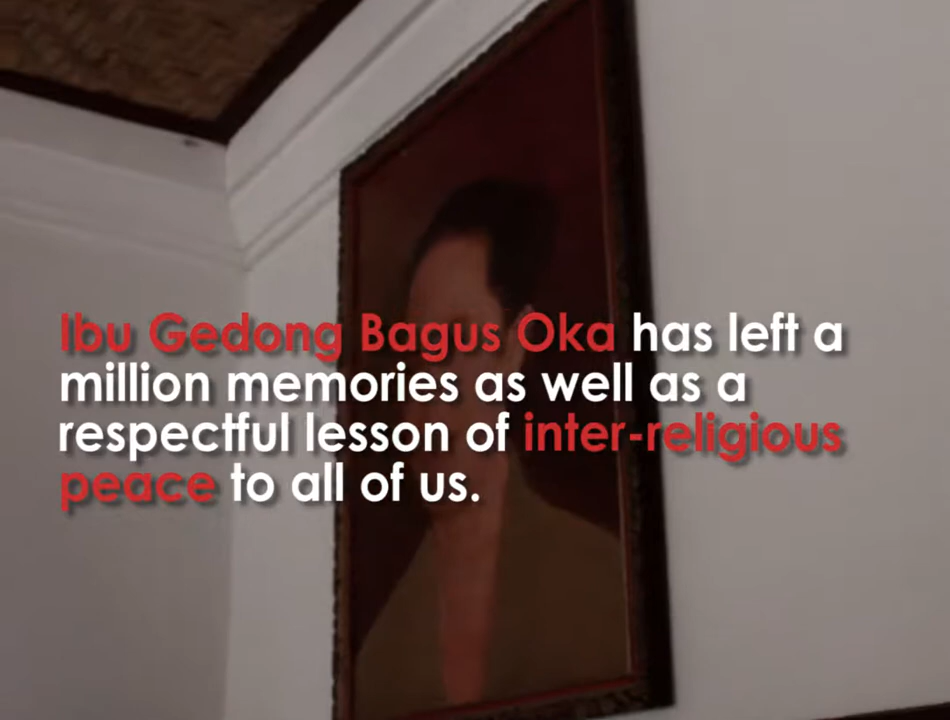 Ibu Gedong Bagus Oka has left a
million memories as well as a
respectful lesson of inter-religious
peace to all of us.